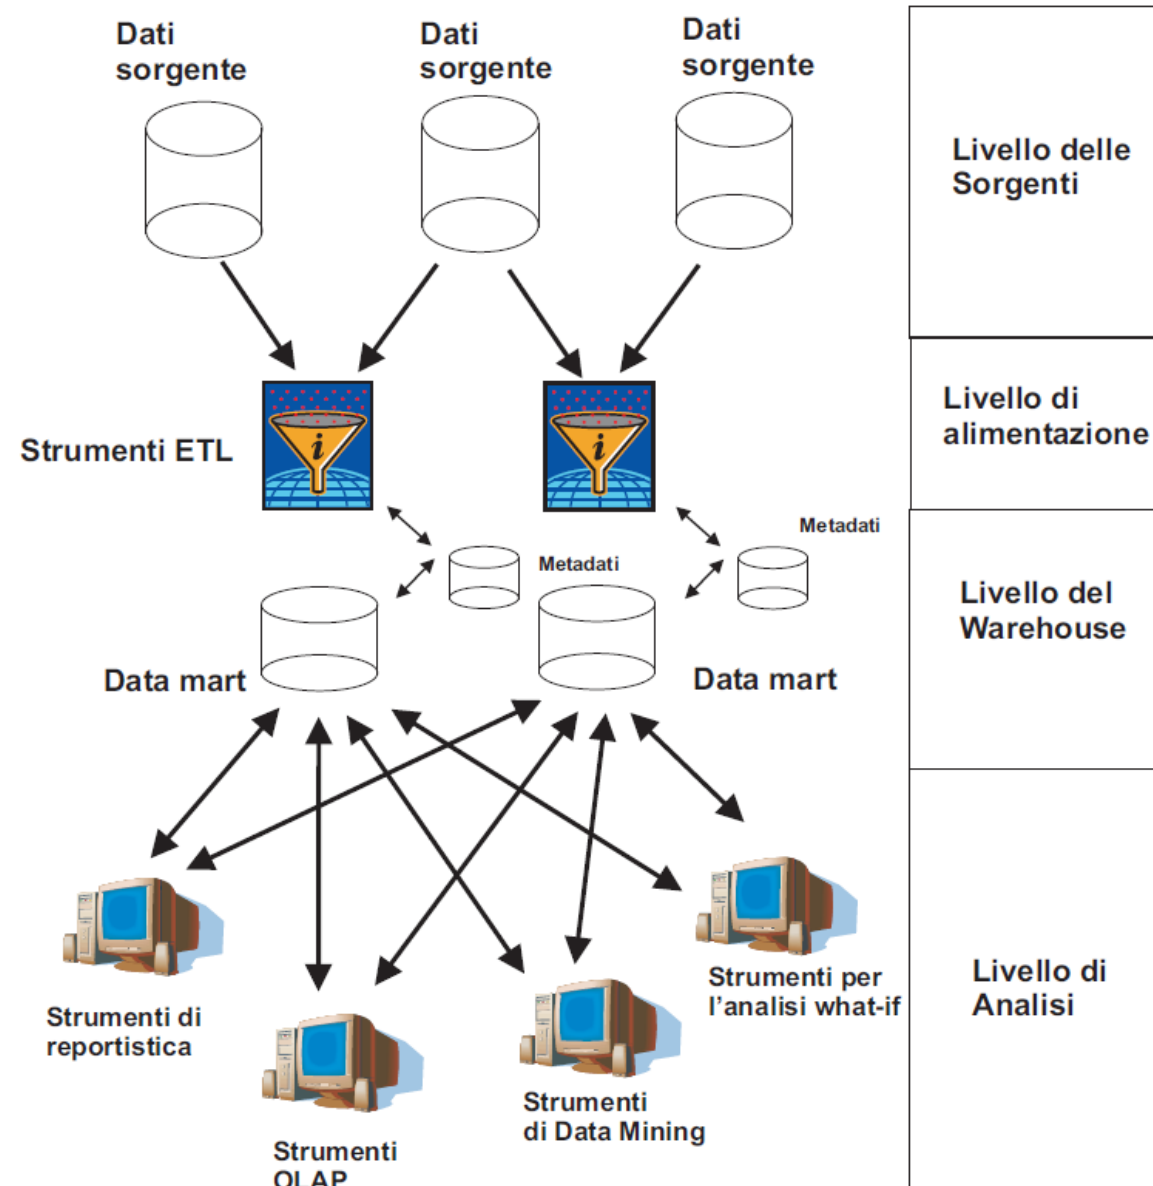 Dati
sorgente
Dati
sorgente
Dati
sorgente
Livello delle
Sorgenti
Strumenti ETL
i
i
Livello di
alimentazione
Metadati
Metadati
Livello del
Warehouse
Data mart
Data mart
Strumenti di
reportistica
Strumenti
OLAP
Strumenti
di Data Mining
Strumenti per
l'analisi what-if
Livello di
Analisi